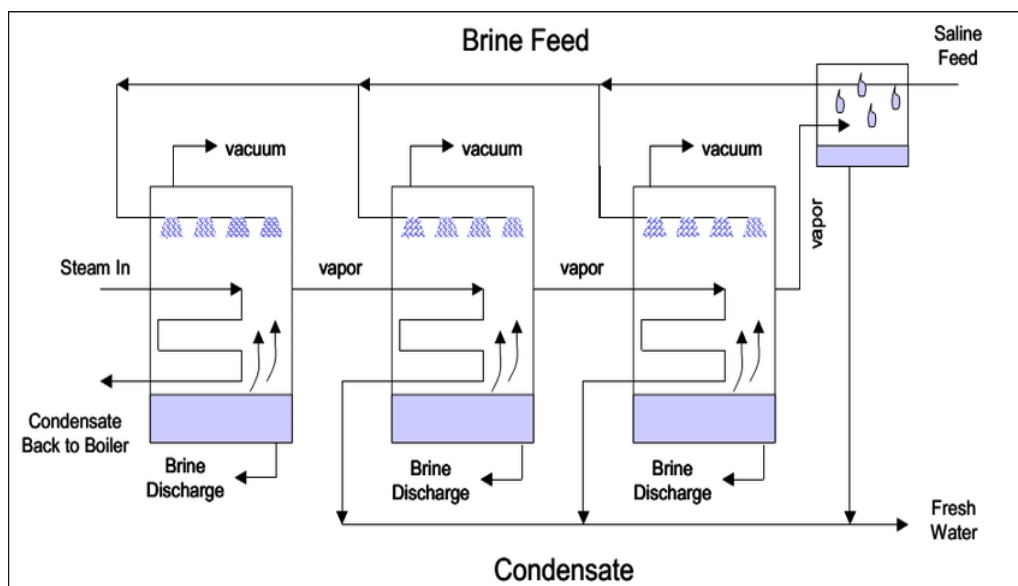 Brine Feed
Saline
Feed
vacuum
vacuum
vacuum
vapor
Steam In
vapor
vapor
Condensate
Back to Boiler
Brine
Discharge
Brine
Discharge
Brine
Discharge
Fresh
Water
Condensate